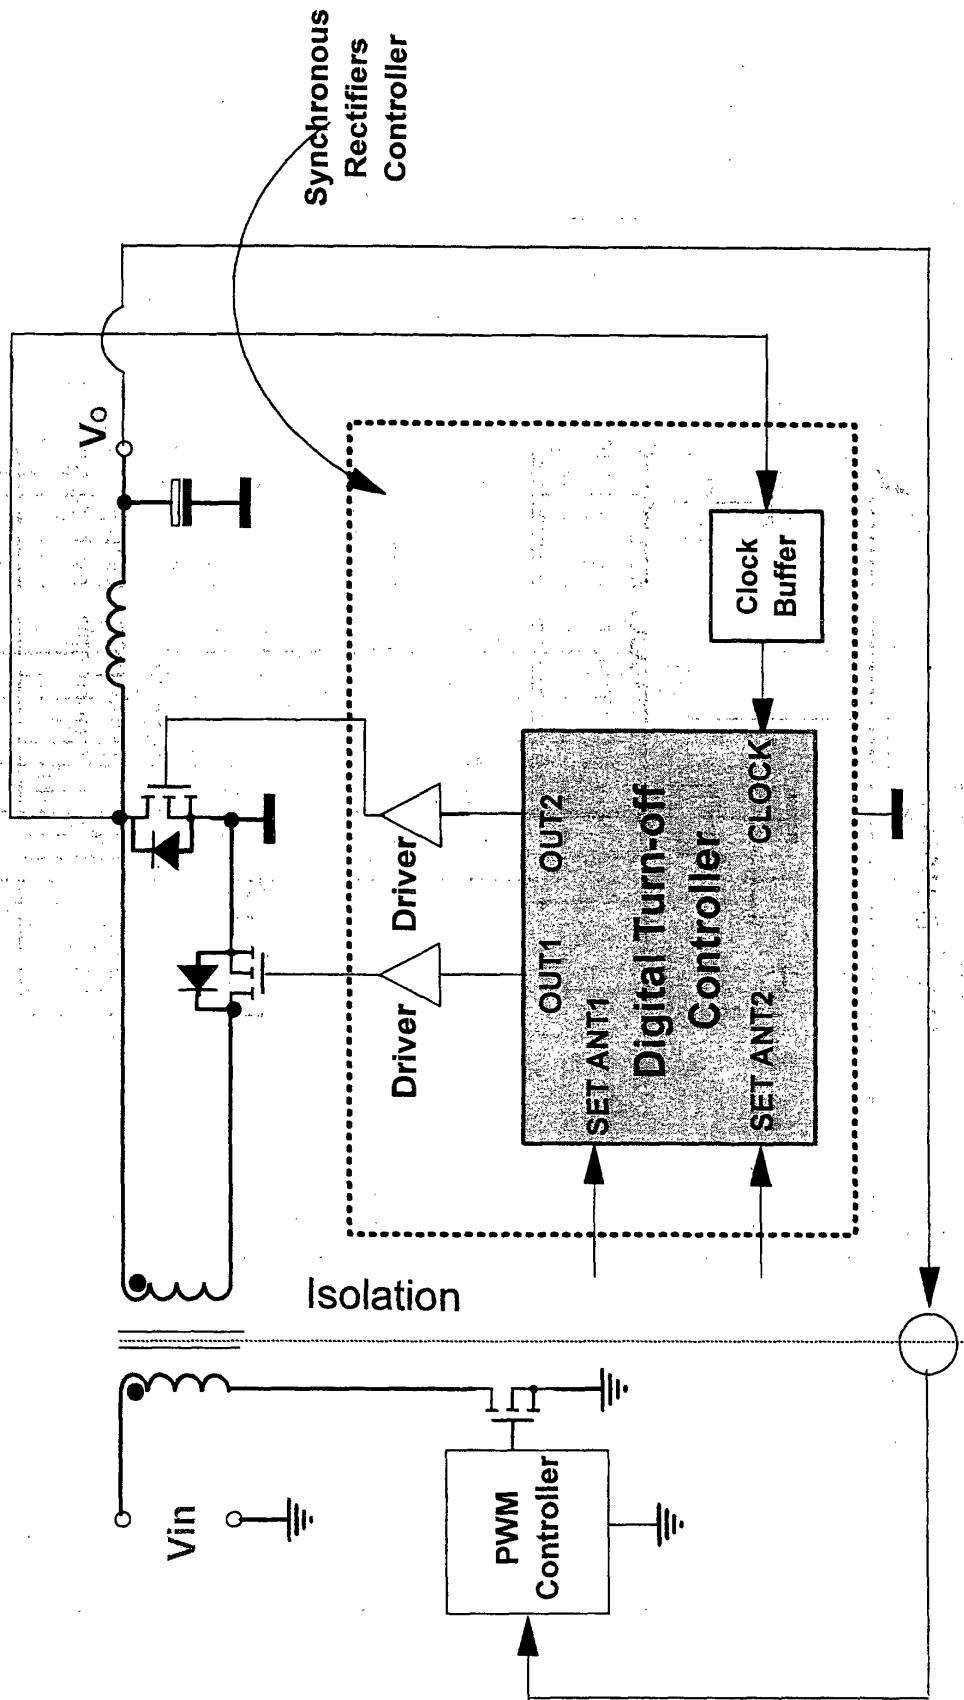 Synchronous
Rectifiers
Controller
Vo
Vin
Isolation
PWM
Controller
Driver
Driver
OUT1
OUT2
SET ANT1
Digital Turn-off
Controller
SET ANT2
CLOCK
Clock
Buffer